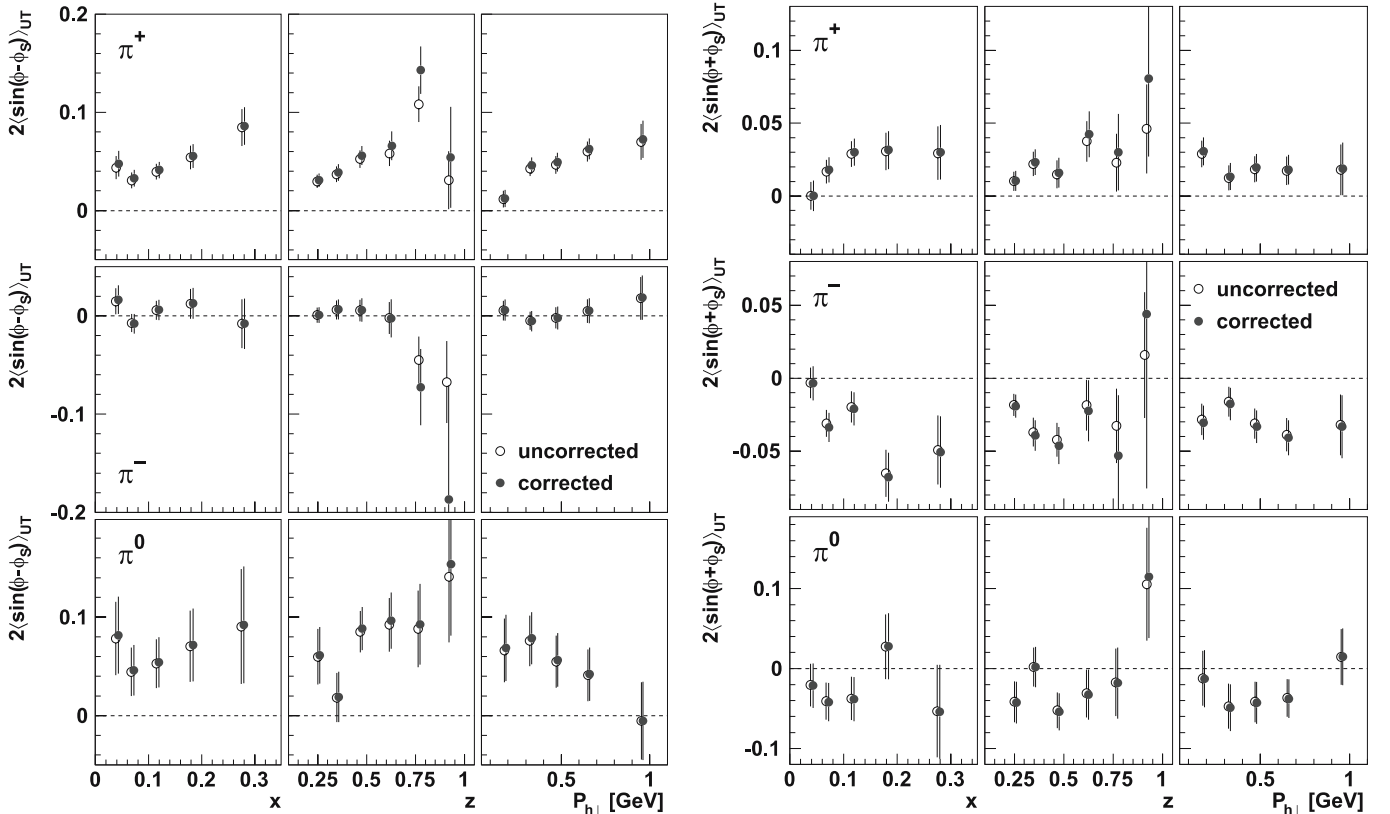 2⟨sin(ϕ-ϕS)⟩UT
π+
0.2
0.1
0
2⟨sin(ϕ-ϕS)⟩UT
π−
0
-0.1
-0.2
uncorrected
corrected
2⟨sin(ϕ-ϕS)⟩UT
π0
0.1
0
0 0.1 0.2 0.3
x
0.25 0.5 0.75 1
z
0.5 1
Ph⊥ [GeV]
2⟨sin(ϕ+ϕS)⟩UT
π+
0.1
0.05
0
2⟨sin(ϕ+ϕS)⟩UT
π−
0.05
0
-0.05
uncorrected
corrected
2⟨sin(ϕ+ϕS)⟩UT
π0
0.1
0
-0.1
0 0.1 0.2 0.3
x
0.25 0.5 0.75 1
z
0.5 1
Ph⊥ [GeV]